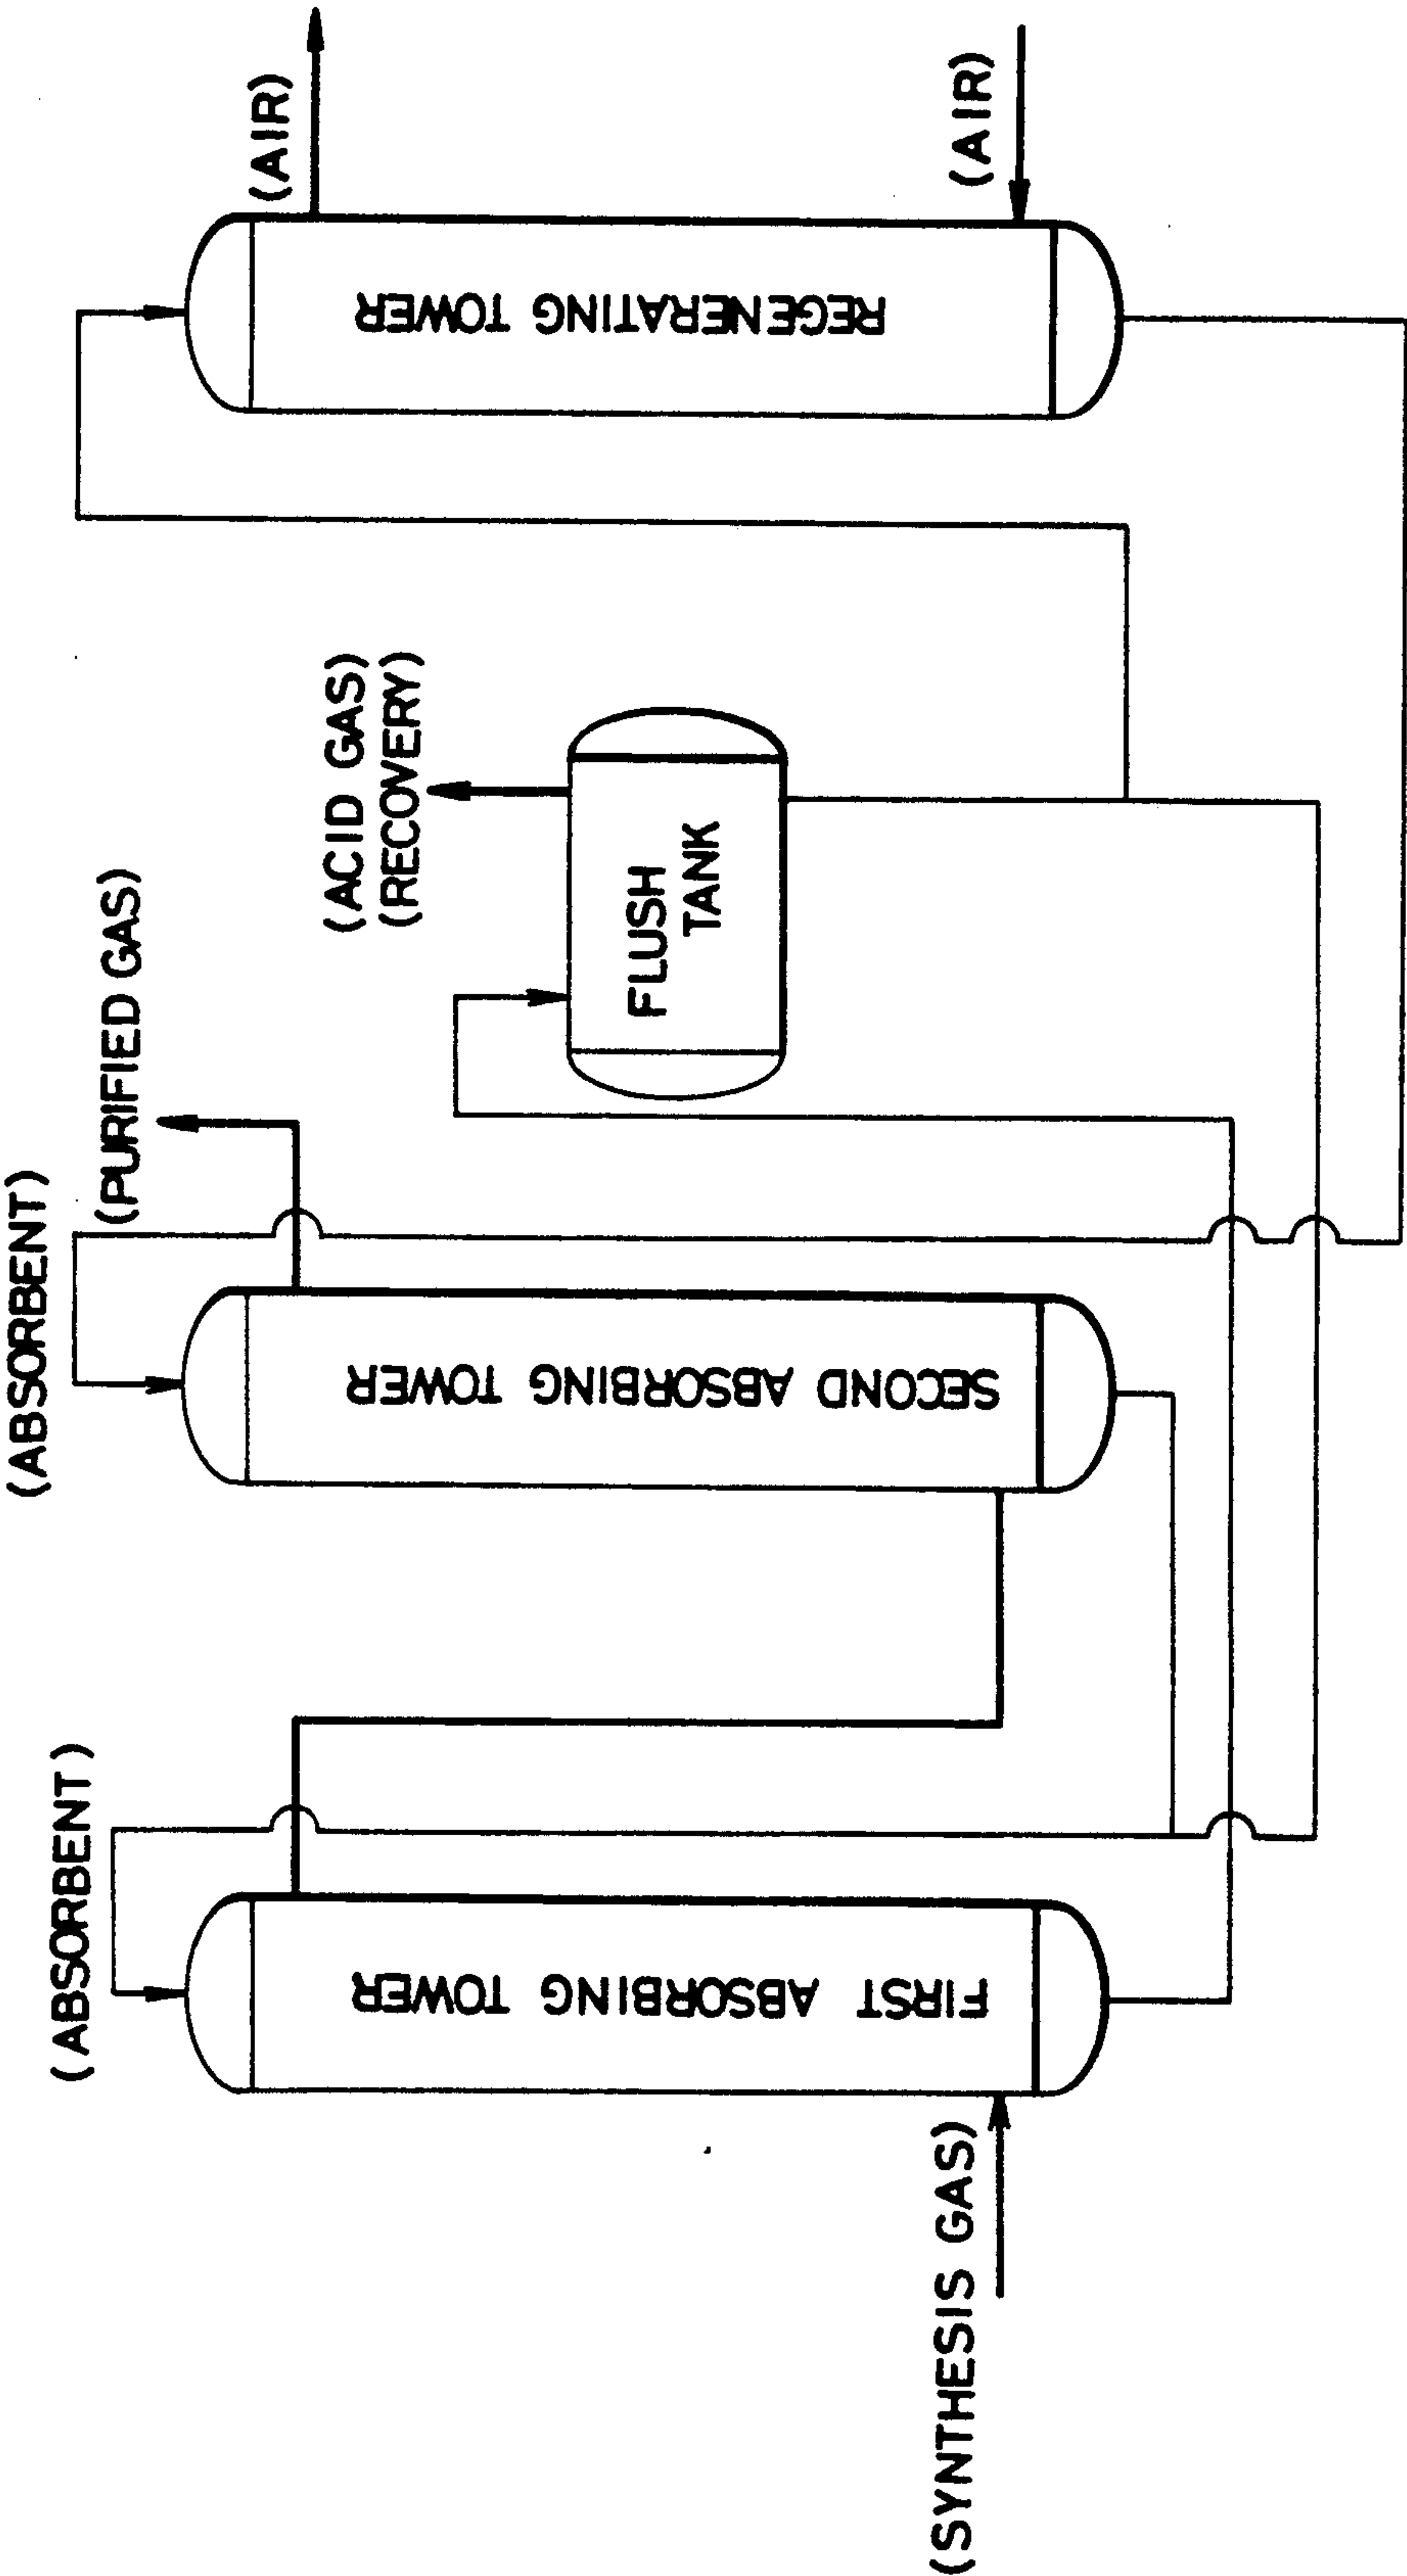 (ABSORBENT)
(ABSORBENT)
(PURIFIED GAS)
(ACID GAS)
(RECOVERY)
(AIR)
(AIR)
FIRST ABSORBING TOWER
SECOND ABSORBING TOWER
FLUSH
TANK
REGENERATING TOWER
(SYNTHESIS GAS)